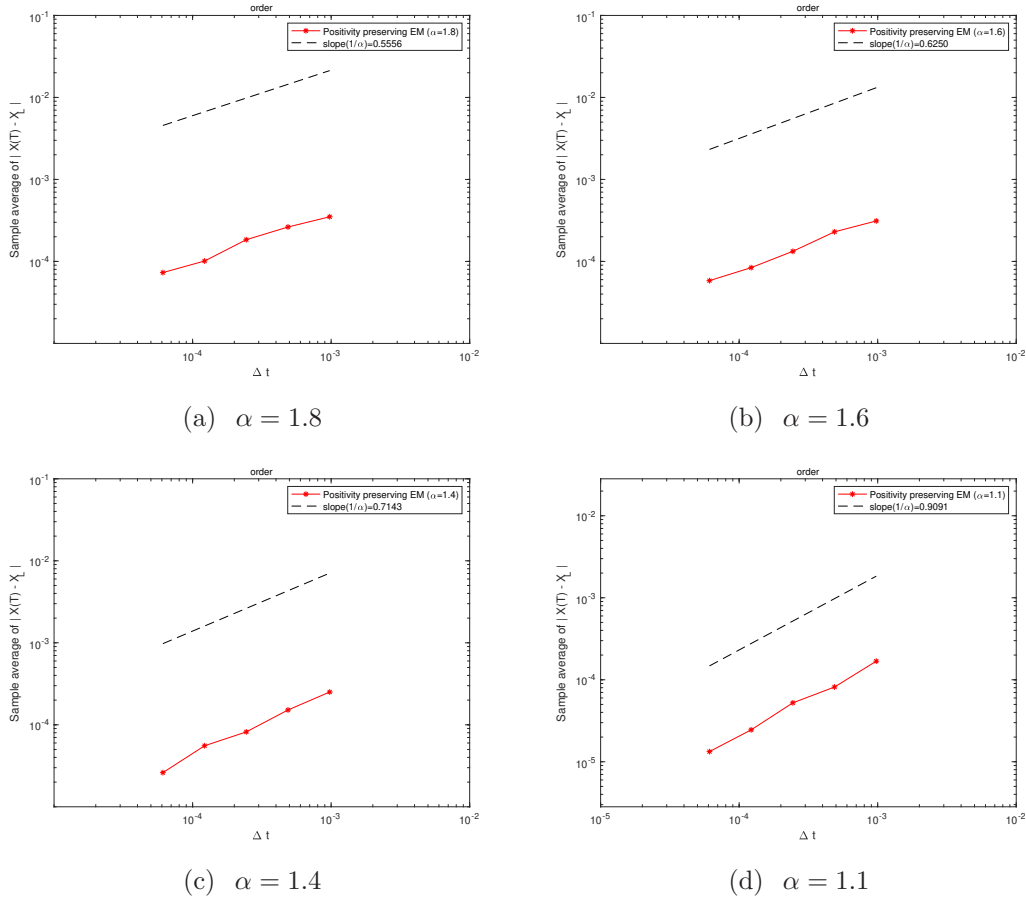 order
Positivity preserving EM (α=1.8)
slope(1/α)=0.5556
Sample average of | X(T) - X_L |
10^-1
10^-2
10^-3
10^-4
10^-4
10^-3
10^-2
Δ t
(a) α = 1.8
order
Positivity preserving EM (α=1.6)
slope(1/α)=0.6250
Sample average of | X(T) - X_L |
10^-1
10^-2
10^-3
10^-4
10^-4
10^-3
10^-2
Δ t
(b) α = 1.6
order
Positivity preserving EM (α=1.4)
slope(1/α)=0.7143
Sample average of | X(T) - X_L |
10^-1
10^-2
10^-3
10^-4
10^-4
10^-3
10^-2
Δ t
(c) α = 1.4
order
Positivity preserving EM (α=1.1)
slope(1/α)=0.9091
Sample average of | X(T) - X_L |
10^-2
10^-3
10^-4
10^-5
10^-5
10^-4
10^-3
10^-2
Δ t
(d) α = 1.1